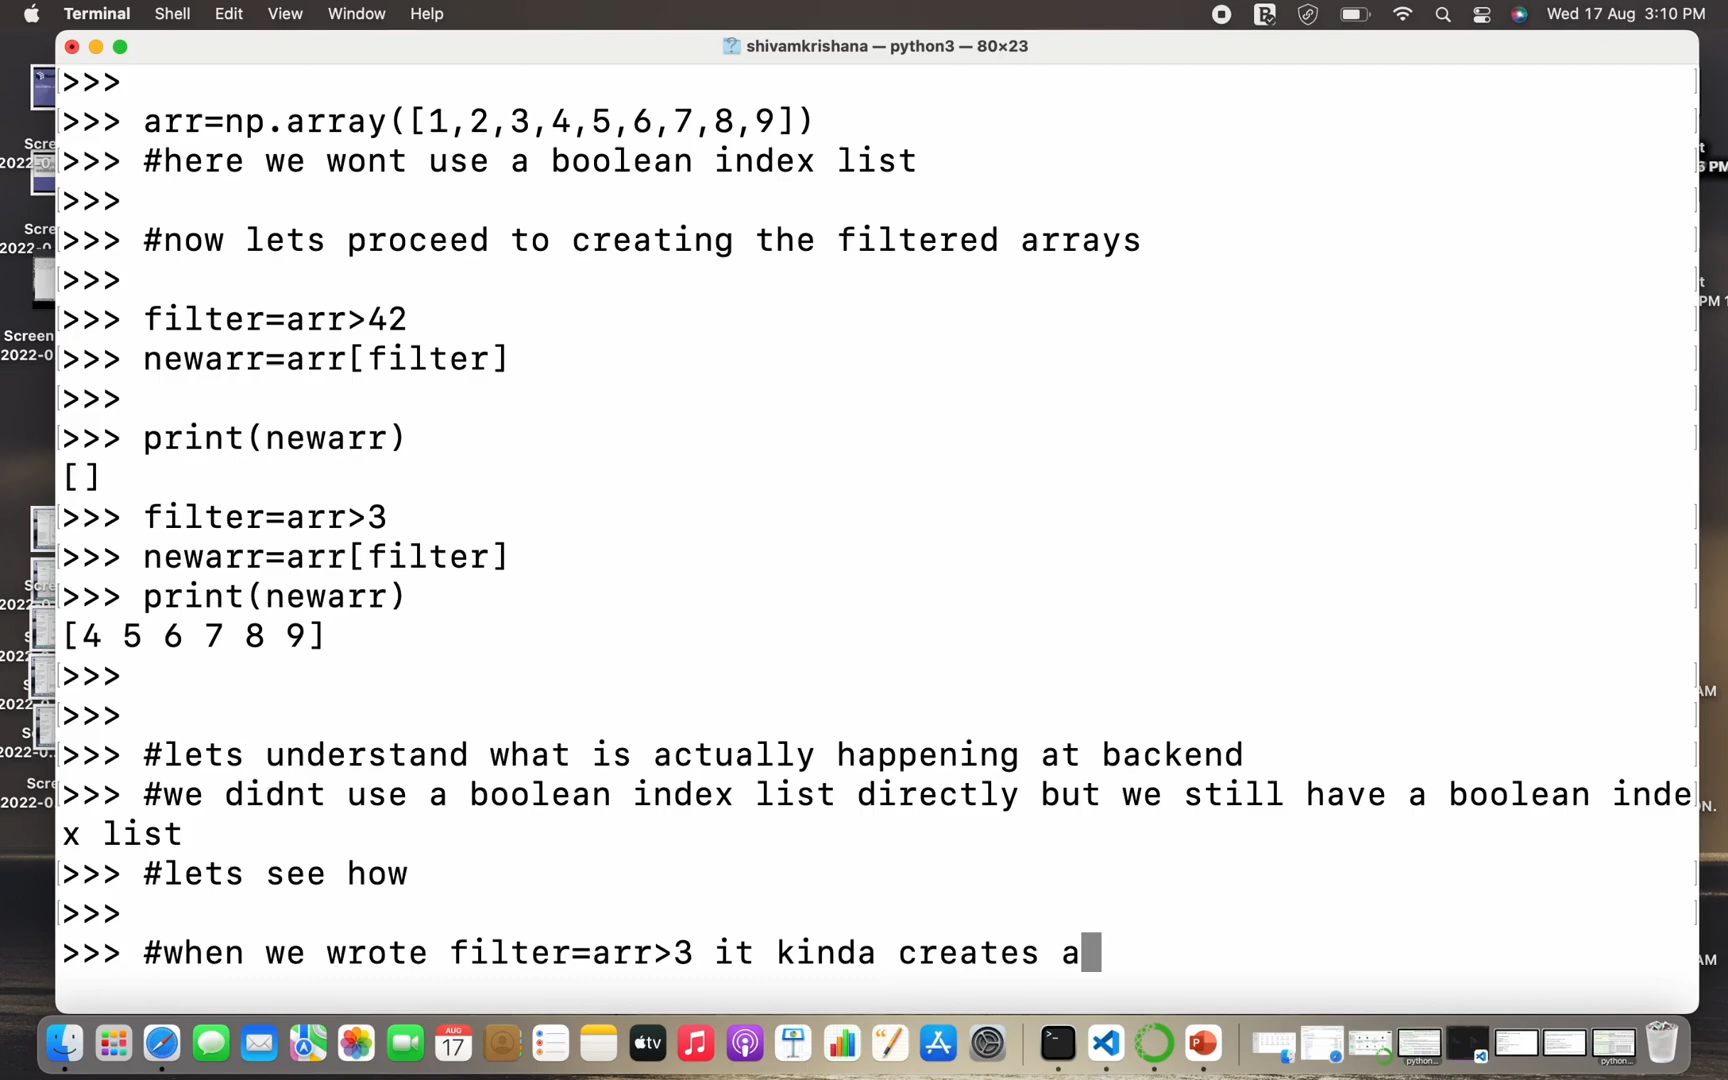 Terminal Shell Edit View Window Help Wed 17 Aug 3:10 PM
shivamkrishana — python3 — 80×23
>>>
>>> arr=np.array([1,2,3,4,5,6,7,8,9])
>>> #here we wont use a boolean index list
>>>
>>> #now lets proceed to creating the filtered arrays
>>>
>>> filter=arr>42
>>> newarr=arr[filter]
>>>
>>> print(newarr)
[]
>>> filter=arr>3
>>> newarr=arr[filter]
>>> print(newarr)
[4 5 6 7 8 9]
>>>
>>>
>>> #lets understand what is actually happening at backend
>>> #we didnt use a boolean index list directly but we still have a boolean inde
x list
>>> #lets see how
>>>
>>> #when we wrote filter=arr>3 it kinda creates a
AUG
17
tv